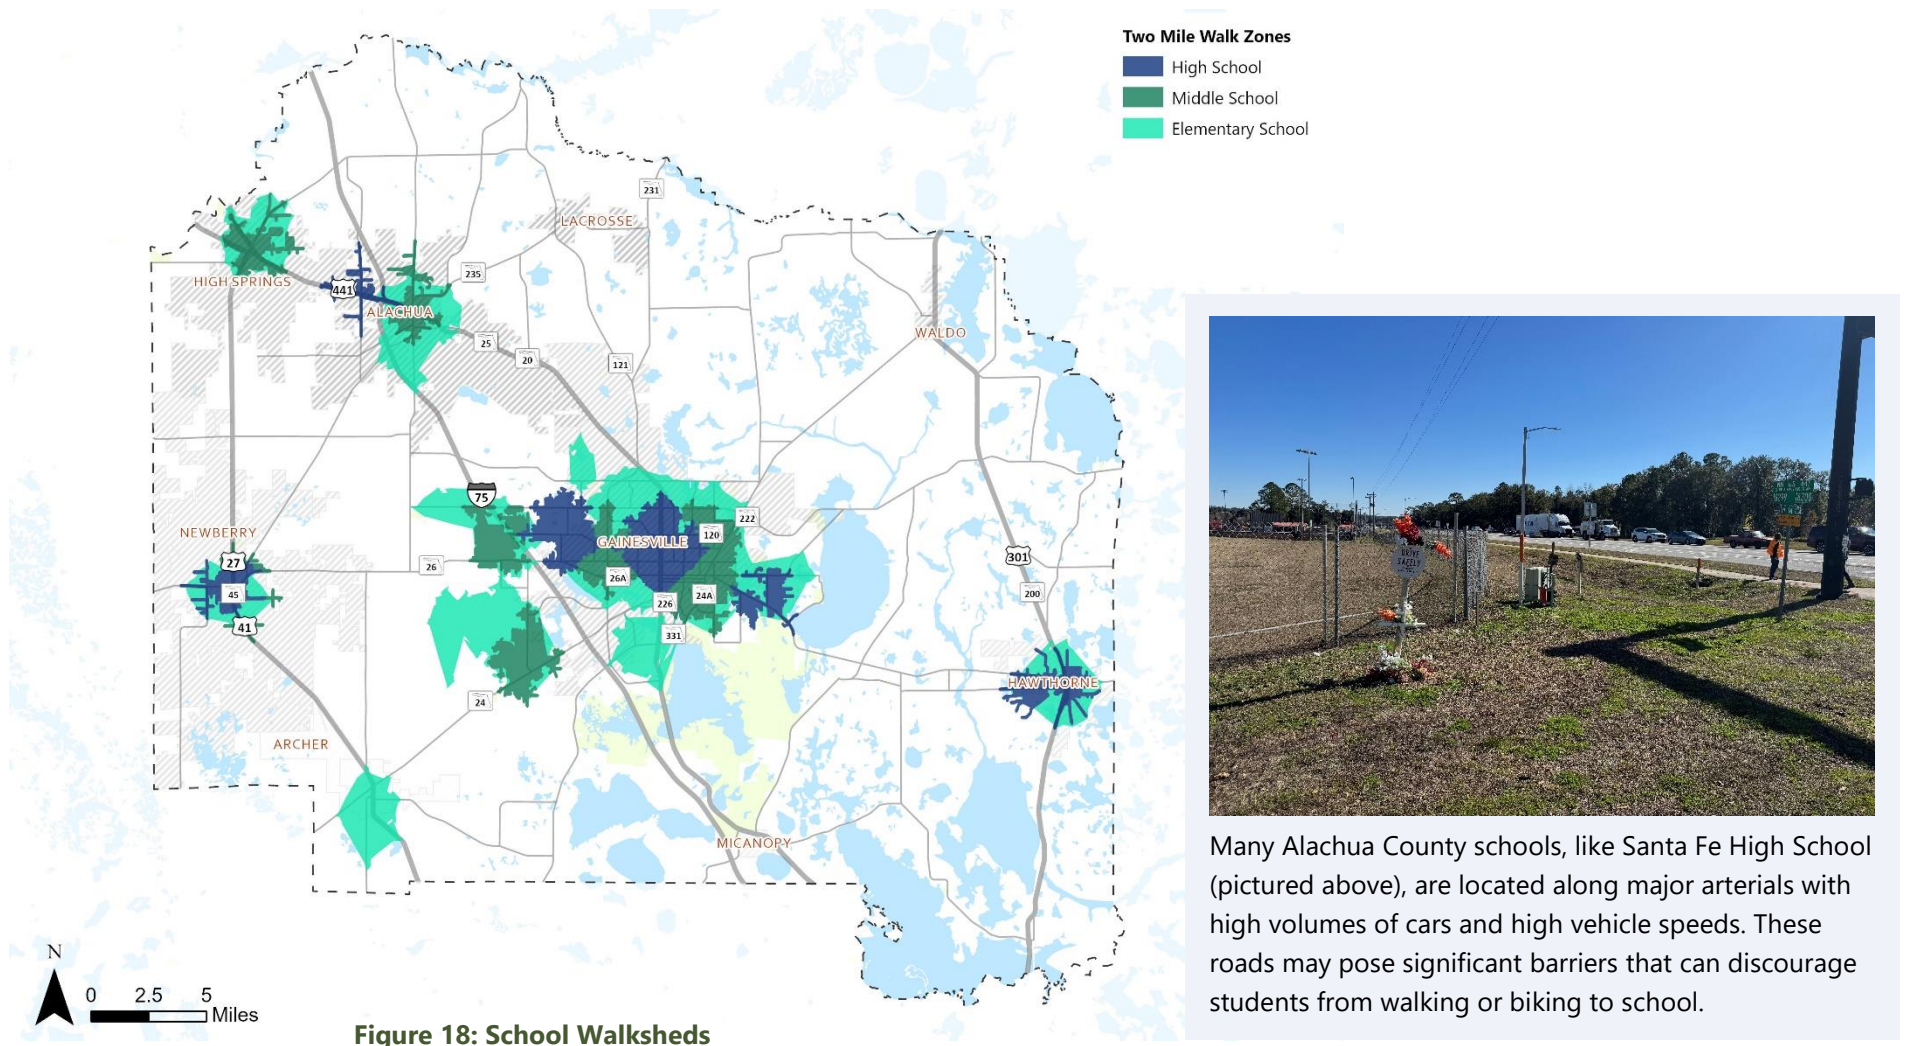 Two Mile Walk Zones
High School
Middle School
Elementary School
231
LACROSSE
HIGH SPRINGS
235
441
ALACHUA
WALDO
25
20
121
75
222
NEWBERRY
GAINESVILLE
120
27
26
301
26A
45
226
24A
200
41
331
HAWTHORNE
24
ARCHER
MICANOPY
N
0 2.5 5
Miles
Figure 18: School Walksheds
DRIVE
SAFELY
Many Alachua County schools, like Santa Fe High School
(pictured above), are located along major arterials with
high volumes of cars and high vehicle speeds. These
roads may pose significant barriers that can discourage
students from walking or biking to school.